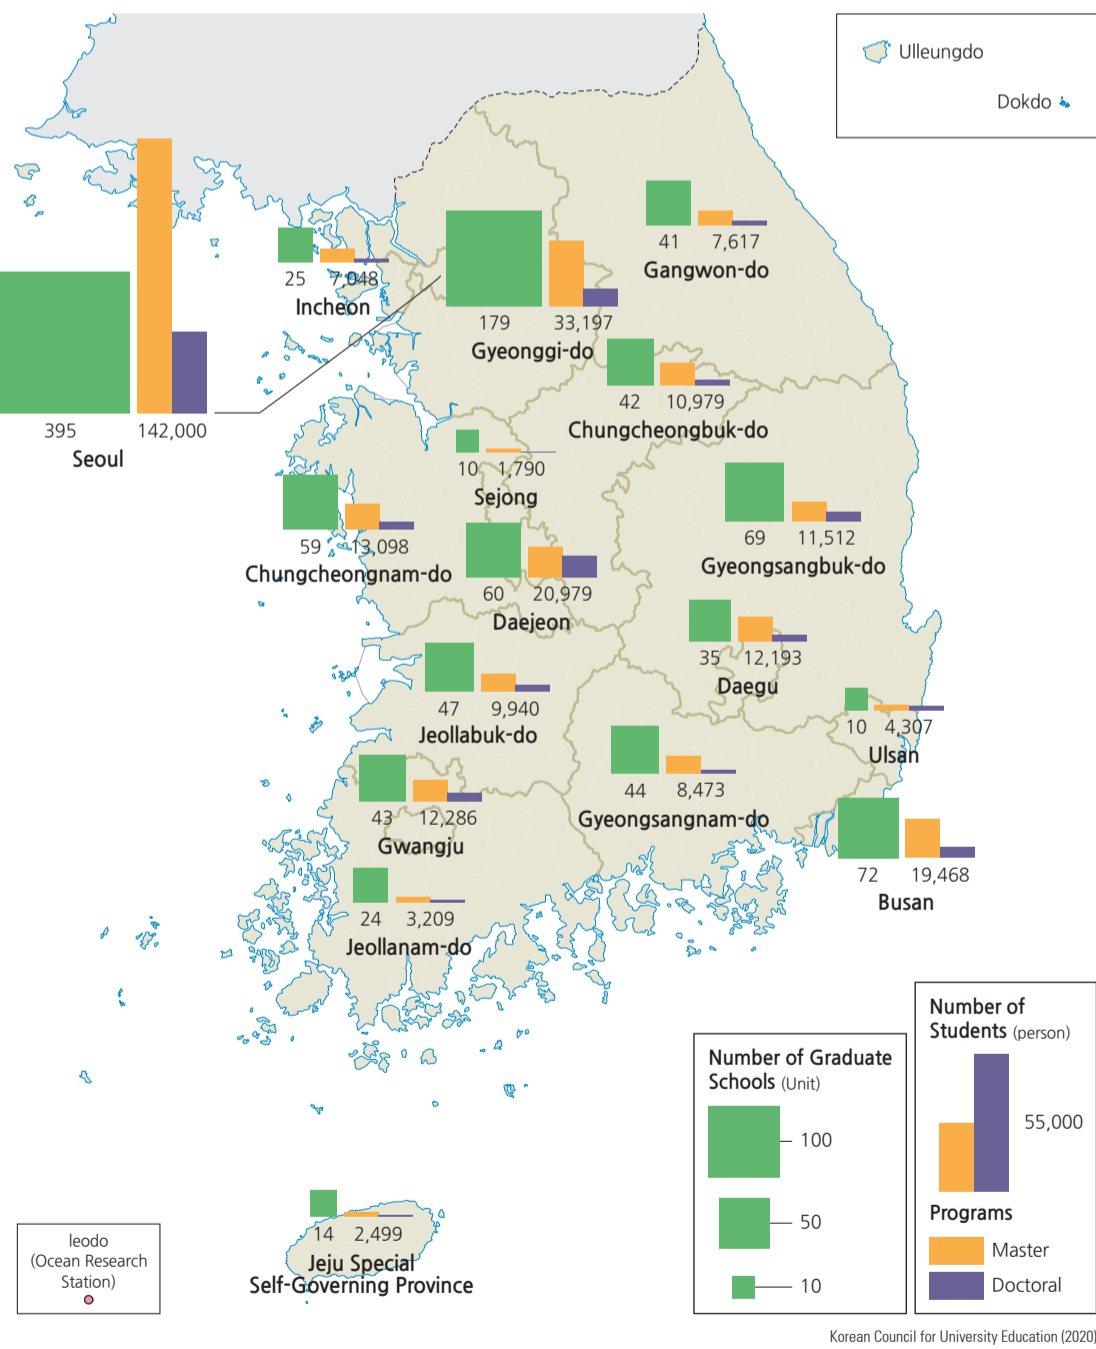 Ulleungdo
Dokdo
41 7,617
Gangwon-do
25 7,948
Incheon
179 33,197
Gyeonggi-do
395 142,000
Seoul
42 10,979
Chungcheongbuk-do
10 1,790
Sejong
59 13,098
Chungcheongnam-do
69 11,512
Gyeongsangbuk-do
60 20,979
Daejeon
35 12,193
Daegu
47 9,940
Jeollabuk-do
10 4,307
Ulsan
44 8,473
Gyeongsangnam-do
43 12,286
Gwangju
72 19,468
Busan
24 3,209
Jeollanam-do
14 2,499
Jeju Special
Self-Governing Province
Ieodo
(Ocean Research
Station)
Number of Graduate
Schools (Unit)
100
50
10
Number of
Students (person)
55,000
Programs
Master
Doctoral
Korean Council for University Education (2020)